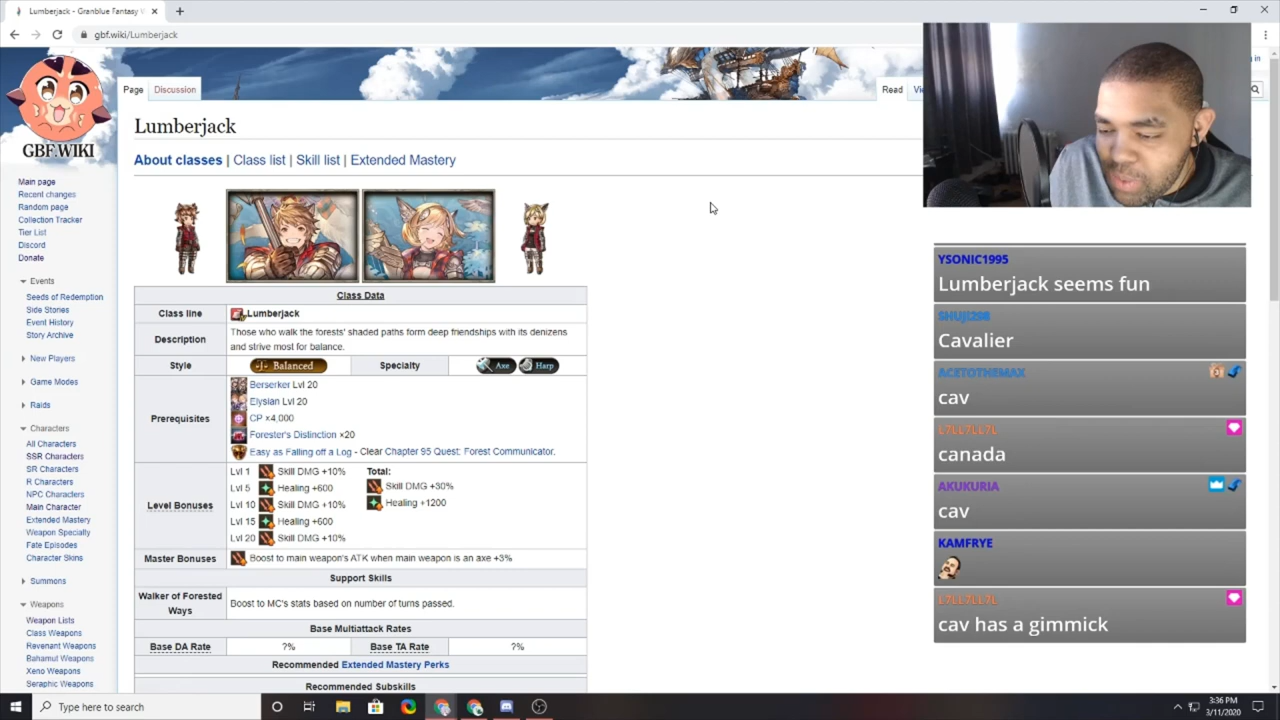 Lumberjack - Granblue Fantasy
gbf.wiki/Lumberjack
GBF.WIKI
Page
Discussion
Read
in
Lumberjack
About classes | Class list | Skill list | Extended Mastery
Main page
Recent changes
Random page
Collection Tracker
Tier List
Discord
Donate
Events
Seeds of Redemption
Side Stories
Event History
Story Archive
New Players
Game Modes
Raids
Characters
All Characters
SSR Characters
SR Characters
R Characters
NPC Characters
Main Character
Extended Mastery
Weapon Specialty
Fate Episodes
Character Skins
Summons
Weapons
Weapon Lists
Class Weapons
Revenant Weapons
Bahamut Weapons
Xeno Weapons
Seraphic Weapons
Class Data
Class line Lumberjack
Description Those who walk the forests' shaded paths form deep friendships with its denizens
and strive most for balance.
Style Balanced Specialty Axe Harp
Prerequisites
Berserker Lvl 20
Elysian Lvl 20
CP ×4,000
Forester's Distinction ×20
Easy as Falling off a Log - Clear Chapter 95 Quest: Forest Communicator.
Level Bonuses
Lvl 1 Skill DMG +10%
Lvl 5 Healing +600
Lvl 10 Skill DMG +10%
Lvl 15 Healing +600
Lvl 20 Skill DMG +10%
Total:
Skill DMG +30%
Healing +1200
Master Bonuses Boost to main weapon's ATK when main weapon is an axe +3%
Support Skills
Walker of Forested
Ways
Boost to MC's stats based on number of turns passed.
Base Multiattack Rates
Base DA Rate ?% Base TA Rate ?%
Recommended Extended Mastery Perks
Recommended Subskills
YSONIC1995
Lumberjack seems fun
SHUJI298
Cavalier
ACETOTHEMAX
cav
L7LL7LL7L
canada
AKUKURIA
cav
KAMFRYE
L7LL7LL7L
cav has a gimmick
Type here to search
3:36 PM
3/11/2020